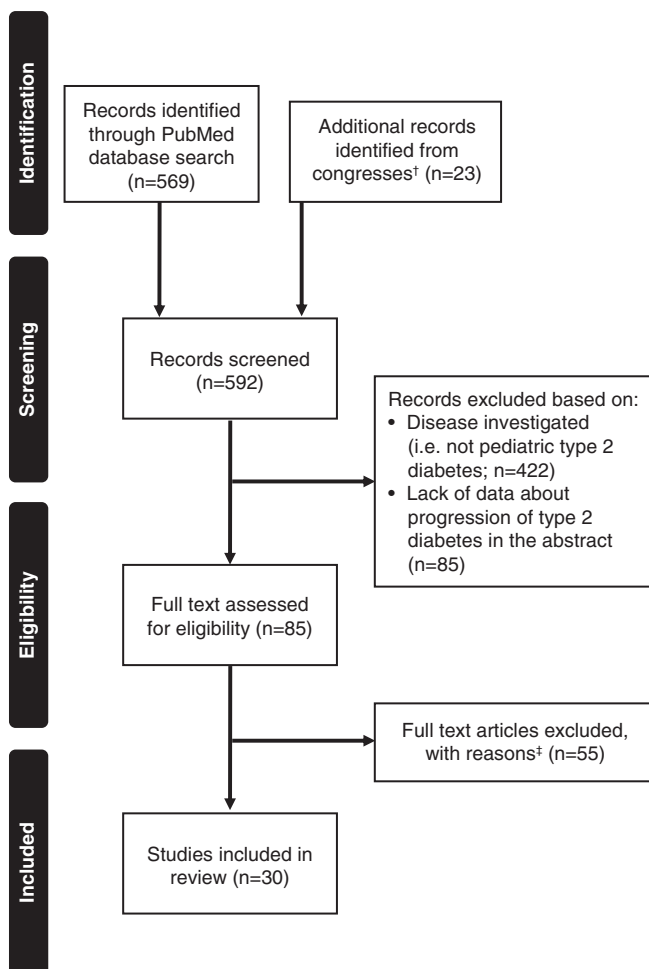 Identification
Records identified
through PubMed
database search
(n=569)
Additional records
identified from
congresses† (n=23)
Screening
Records screened
(n=592)
Records excluded based on:
• Disease investigated
(i.e. not pediatric type 2
diabetes; n=422)
• Lack of data about
progression of type 2
diabetes in the abstract
(n=85)
Eligibility
Full text assessed
for eligibility (n=85)
Full text articles excluded,
with reasons‡ (n=55)
Included
Studies included in
review (n=30)